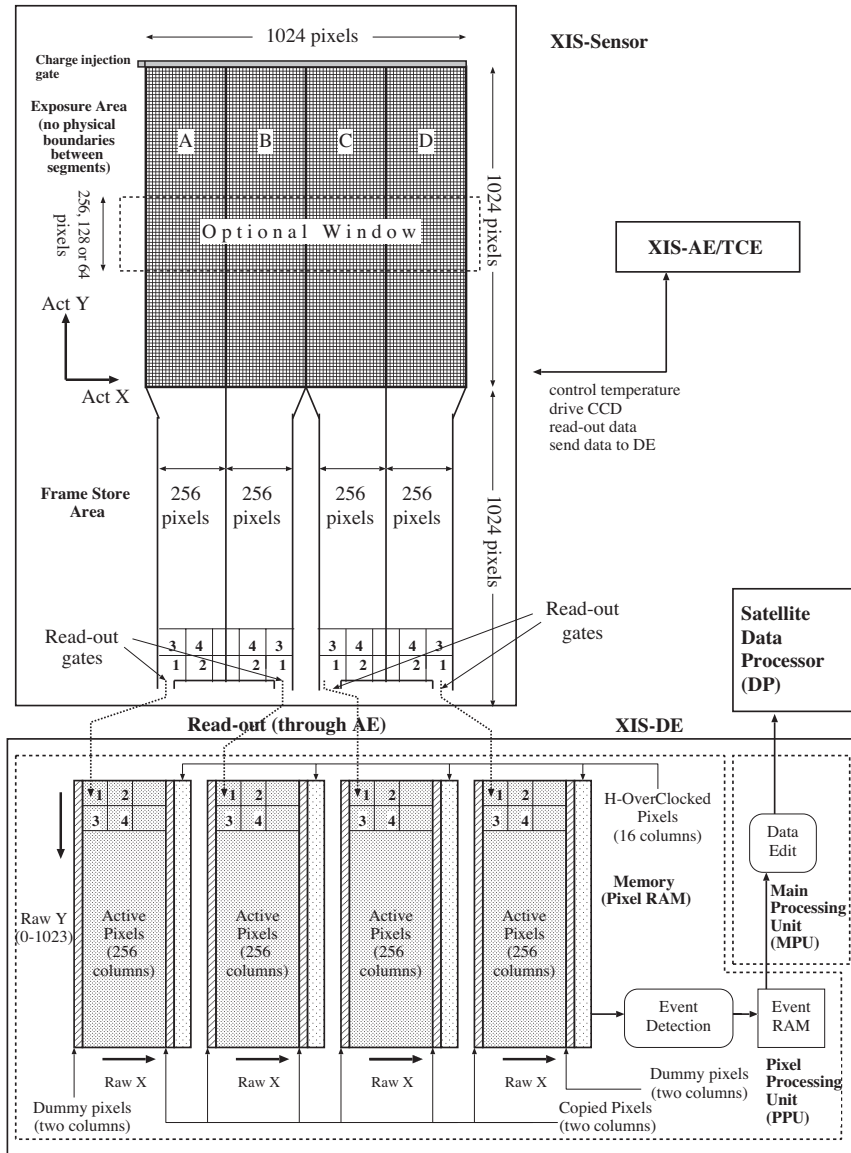 1024 pixels
XIS-Sensor
Charge injection
gate
Exposure Area
(no physical
boundaries
between
segments)
A
B
C
D
1024 pixels
256, 128 or 64
pixels
Optional Window
XIS-AE/TCE
Act Y
Act X
control temperature
drive CCD
read-out data
send data to DE
Frame Store
Area
256
pixels
256
pixels
256
pixels
256
pixels
1024 pixels
Read-out
gates
3 4 4 3
1 2 2 1
3 4 4 3
1 2 2 1
Read-out
gates
Satellite
Data
Processor
(DP)
Read-out (through AE)
XIS-DE
1 2
3 4
1 2
3 4
1 2
3 4
1 2
3 4
H-OverClocked
Pixels
(16 columns)
Data
Edit
Memory
(Pixel RAM)
Main
Processing
Unit
(MPU)
Raw Y
(0-1023)
Active
Pixels
(256
columns)
Active
Pixels
(256
columns)
Active
Pixels
(256
columns)
Active
Pixels
(256
columns)
Event
Detection
Event
RAM
Raw X
Raw X
Raw X
Raw X
Pixel
Processing
Unit
(PPU)
Dummy pixels
(two columns)
Dummy pixels
(two columns)
Copied Pixels
(two columns)